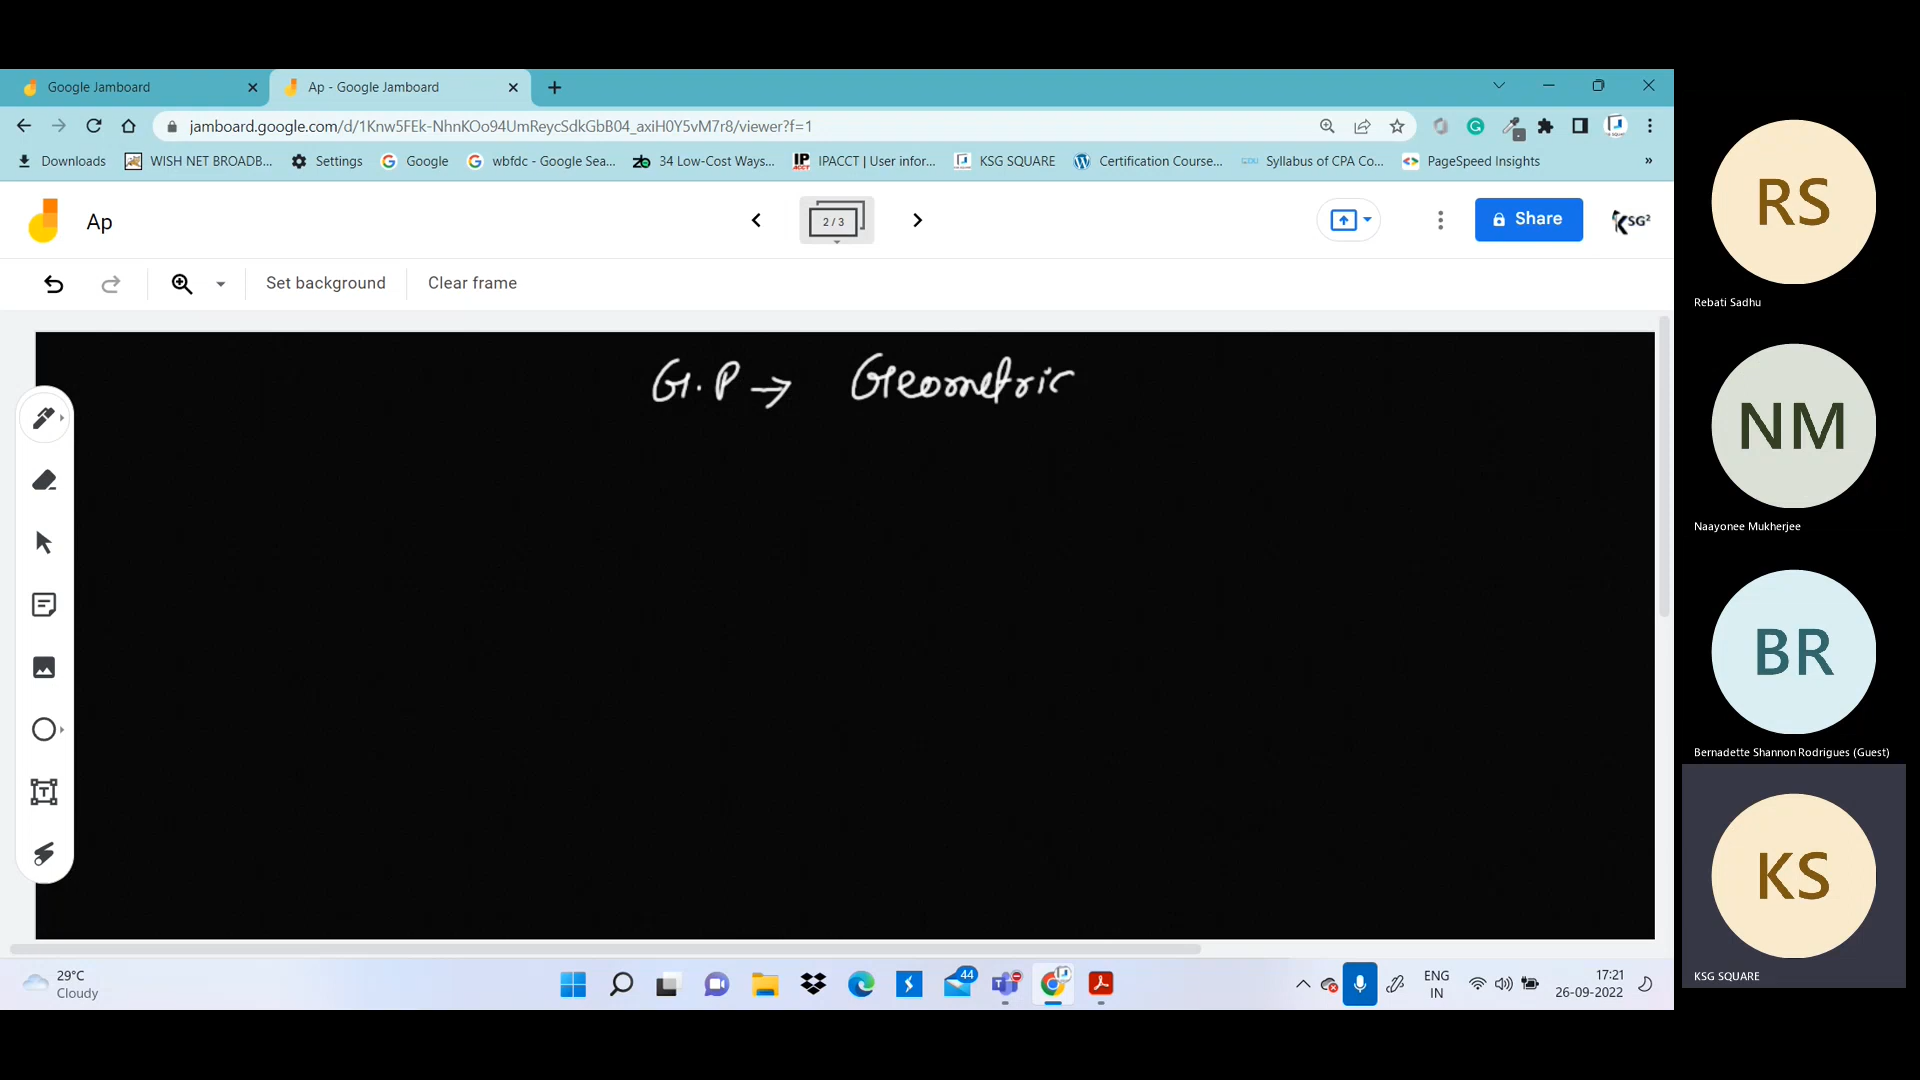 Google Jamboard
Ap - Google Jamboard
jamboard.google.com/d/1Knw5FEk-NhnKOo94UmReycSdkGbB04_axiH0Y5vM7r8/viewer?f=1
Downloads WISH NET BROADB... Settings Google wbfdc - Google Sea... 34 Low-Cost Ways... IPACCT | User infor... KSG SQUARE Certification Course... Syllabus of CPA Co... PageSpeed Insights »
Ap
2 / 3
Share
KSG²
Set background Clear frame
G.P → Geometric
RS
Rebati Sadhu
NM
Naayonee Mukherjee
BR
Bernadette Shannon Rodrigues (Guest)
KS
KSG SQUARE
29°C
Cloudy
44
ENG
IN
17:21
26-09-2022